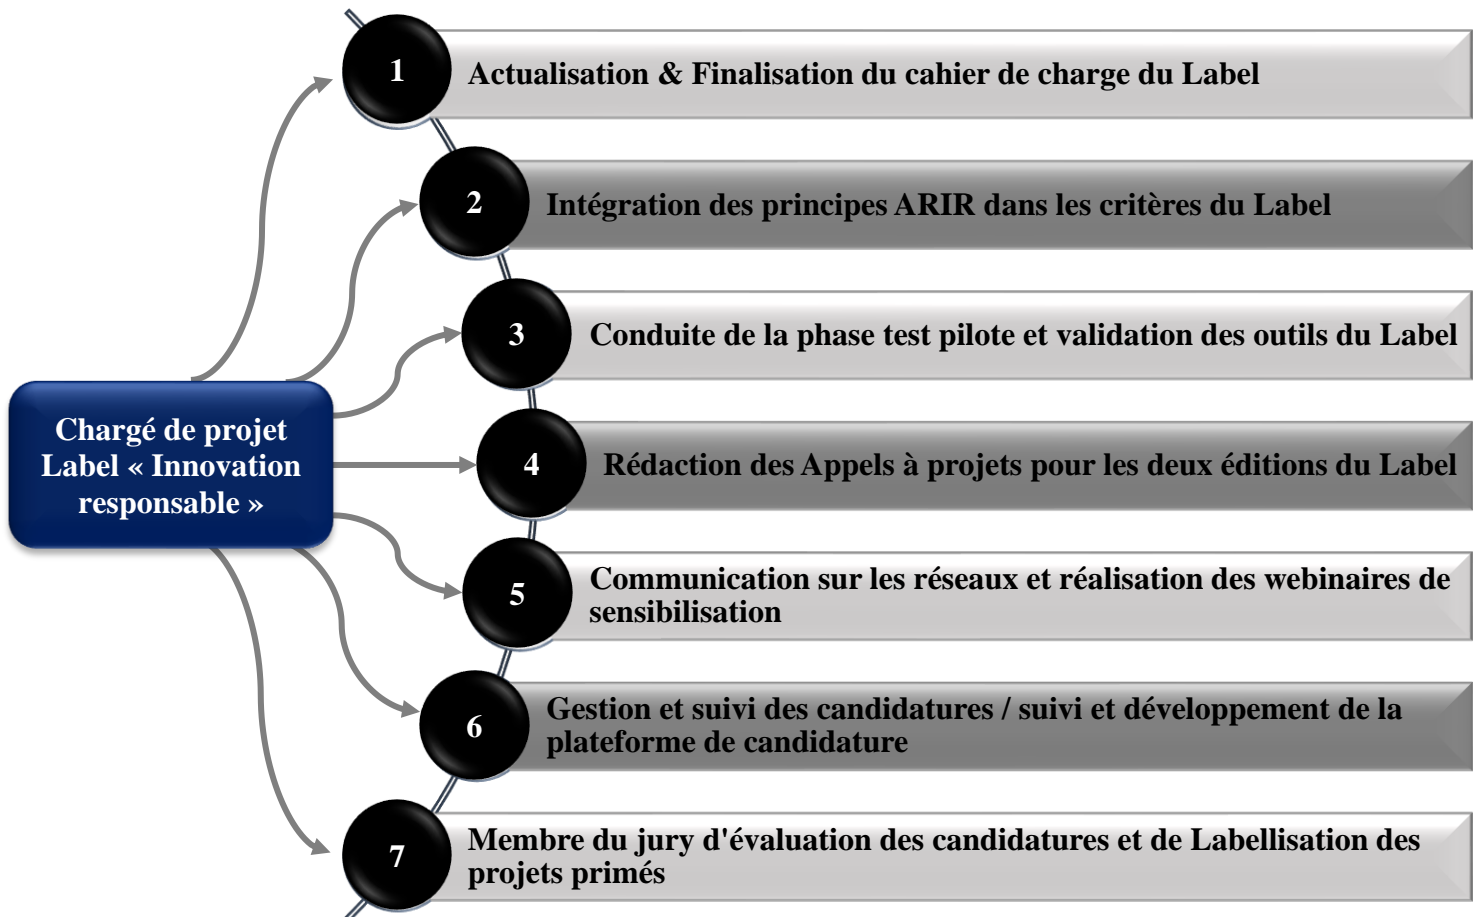 1
Actualisation & Finalisation du cahier de charge du Label
2
Intégration des principes ARIR dans les critères du Label
3
Conduite de la phase test pilote et validation des outils du Label
Chargé de projet
Label « Innovation
responsable »
4
Rédaction des Appels à projets pour les deux éditions du Label
5
Communication sur les réseaux et réalisation des webinaires de
sensibilisation
6
Gestion et suivi des candidatures / suivi et développement de la
plateforme de candidature
7
Membre du jury d'évaluation des candidatures et de Labellisation des
projets primés